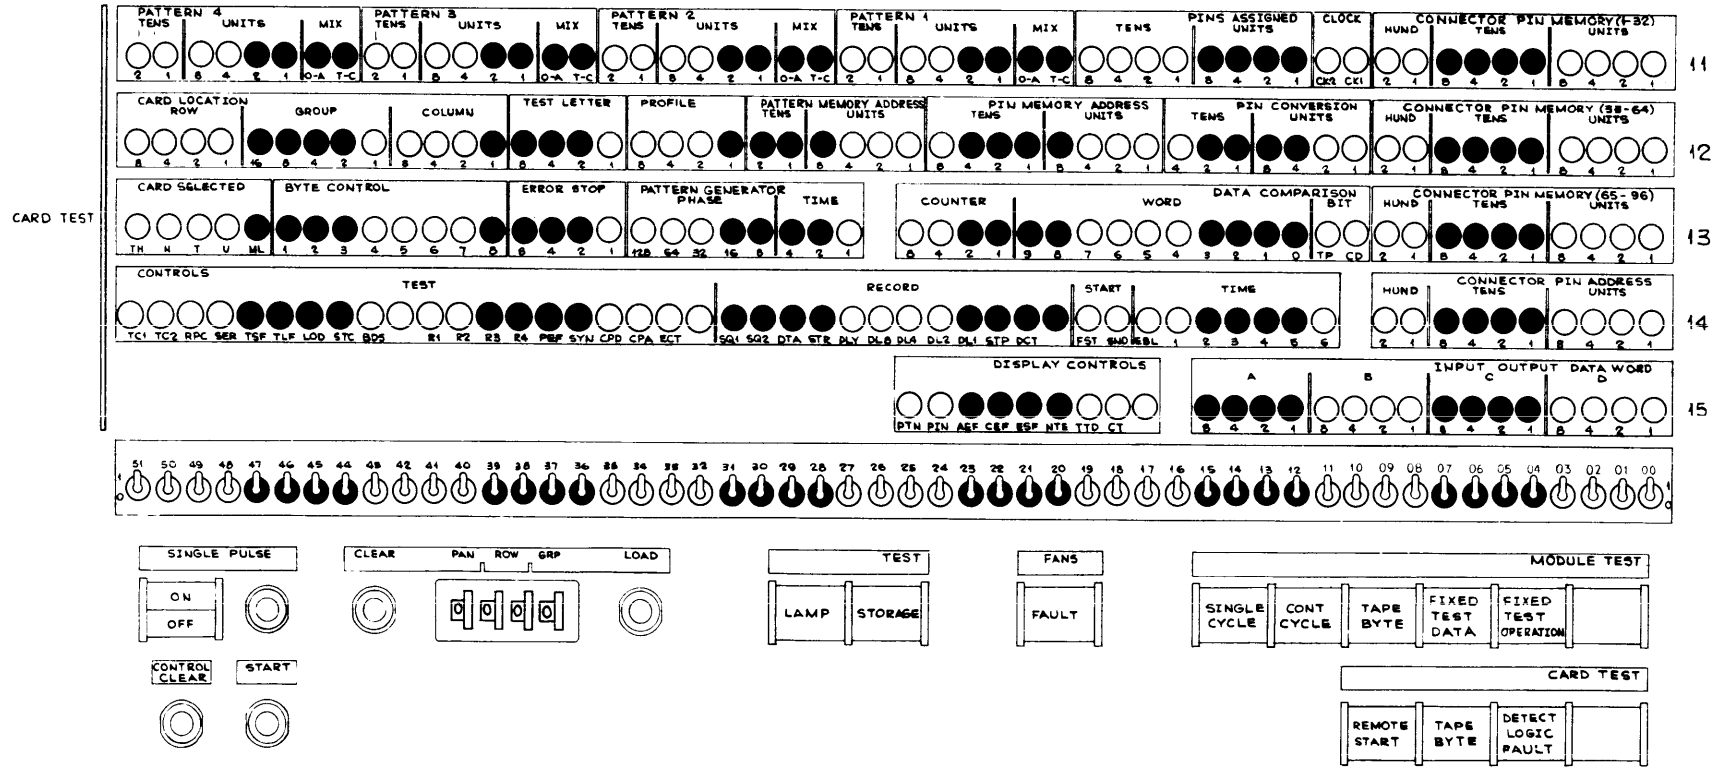 PATTERN 4 PATTERN 3 PATTERN 2 PATTERN 1 PINS ASSIGNED CLOCK CONNECTOR PIN MEMORY (1-32)
TENS UNITS MIX TENS UNITS MIX TENS UNITS MIX TENS UNITS MIX TENS UNITS HUND TENS UNITS
2 1 8 4 2 1 O-A T-C 2 1 8 4 2 1 O-A T-C 2 1 8 4 2 1 O-A T-C 2 1 8 4 2 1 O-A T-C 8 4 2 1 8 4 2 1 CK2 CK1 2 1 8 4 2 1 8 4 2 1
11
CARD LOCATION TEST LETTER PROFILE PATTERN MEMORY ADDRESS PIN MEMORY ADDRESS PIN CONVERSION CONNECTOR PIN MEMORY (38-64)
ROW GROUP COLUMN TENS UNITS TENS UNITS TENS UNITS HUND TENS UNITS
8 4 2 1 16 8 4 2 1 8 4 2 1 8 4 2 1 8 4 2 1 2 1 8 4 2 1 8 4 2 1 8 4 2 1 4 2 1 8 4 2 1 2 1 8 4 2 1 8 4 2 1
12
CARD TEST
CARD SELECTED BYTE CONTROL ERROR STOP PATTERN GENERATOR DATA COMPARISON CONNECTOR PIN MEMORY (65-96)
PHASE TIME COUNTER WORD BIT HUND TENS UNITS
TH H T U ML 1 2 3 4 5 6 7 8 8 4 2 1 128 64 32 16 8 4 2 1 8 4 2 1 9 8 7 6 5 4 3 2 1 0 TP CD 2 1 8 4 2 1 8 4 2 1
13
CONTROLS CONNECTOR PIN ADDRESS
TEST RECORD START TIME HUND TENS UNITS
TC1 TC2 RPC SER TSF TLF LOD STC BDS R1 R2 R3 R4 PEF SYN CPD CPA ECT SQ1 SQ2 DTA STR DLY DL8 DL4 DL2 DL1 STP DCT FST SND EBL 1 2 3 4 5 6 2 1 8 4 2 1 8 4 2 1
14
DISPLAY CONTROLS INPUT OUTPUT DATA WORD
A B C D
PTN PIN AEF CEF ESF NTE TTD CT 8 4 2 1 8 4 2 1 8 4 2 1 8 4 2 1
15
51 50 49 48 47 46 45 44 43 42 41 40 39 38 37 36 35 34 33 32 31 30 29 28 27 26 25 24 23 22 21 20 19 18 17 16 15 14 13 12 11 10 09 08 07 06 05 04 03 02 01 00
1 1
0 0
SINGLE PULSE CLEAR PAN ROW GRP LOAD TEST FANS MODULE TEST
ON
OFF
0 0 0 0
LAMP STORAGE
FAULT
SINGLE CYCLE
CONT CYCLE
TAPE BYTE
FIXED TEST DATA
FIXED TEST OPERATION
CONTROL CLEAR
START
CARD TEST
REMOTE START
TAPE BYTE
DETECT LOGIC FAULT